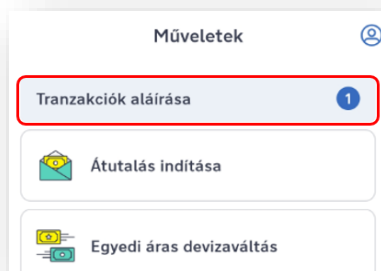 Műveletek
Tranzakciók aláírása 1
Átutalás indítása
Egyedi áras devizaváltás